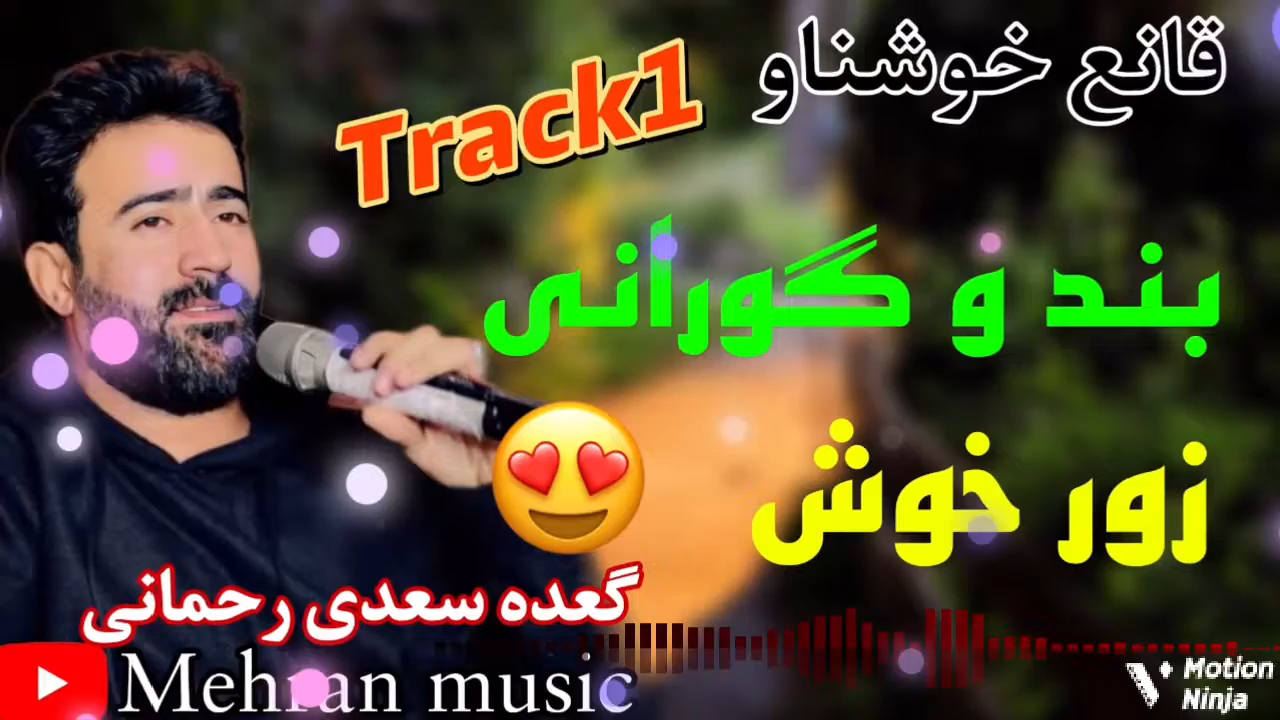 قانع خوشناو
Track1
بند و گورانی
زور خوش
گعده سعدی رحمانی
Mehran music
Motion
Ninja